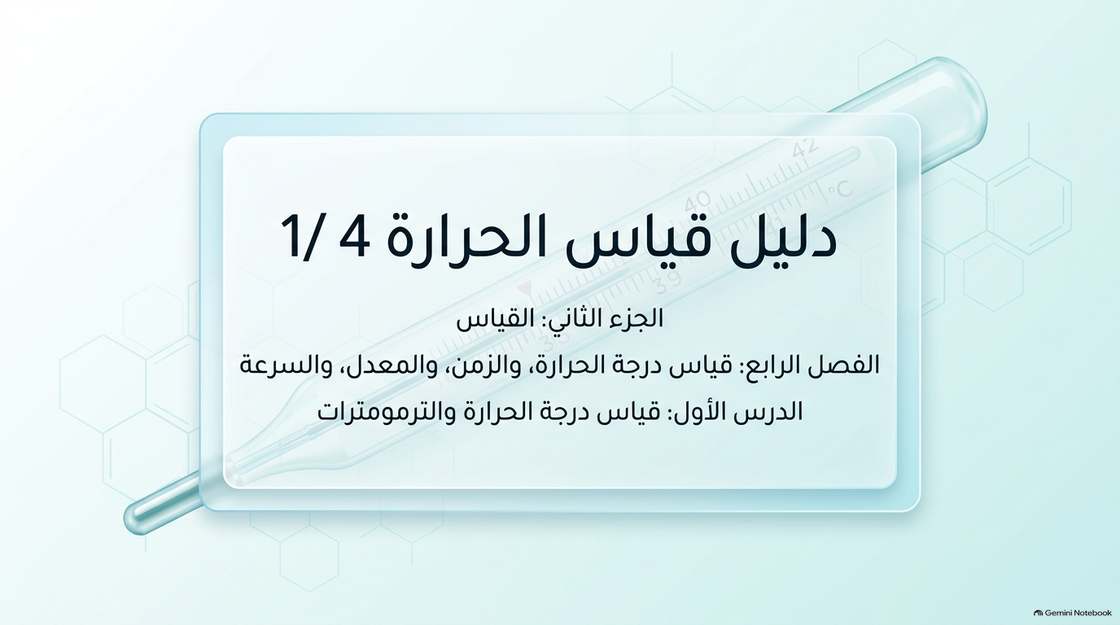 دليل قياس الحرارة 4 /1
الجزء الثاني: القياس
الفصل الرابع: قياس درجة الحرارة، والزمن، والمعدل، والسرعة
الدرس الأول: قياس درجة الحرارة والترمومترات
42
°C
40
39
Gemini Notebook